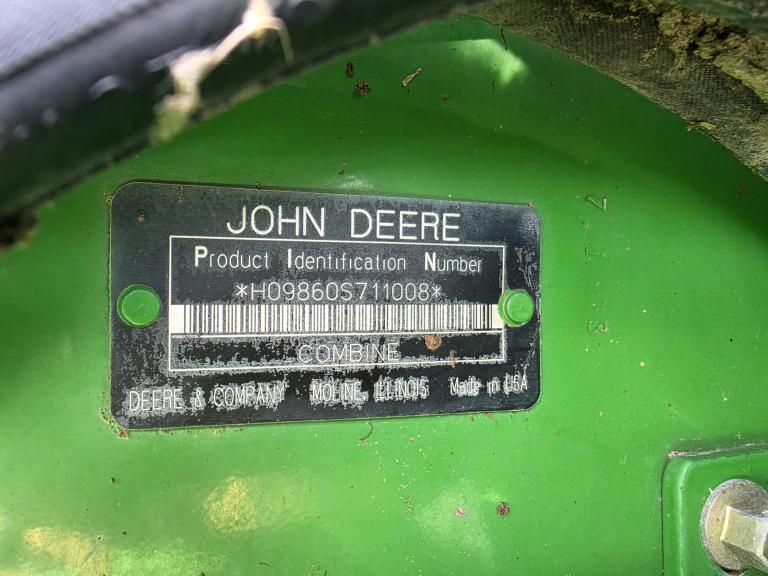 JOHN DEERE
Product Identification Number
*H09860S711008*
COMBINE
DEERE & COMPANY MOLINE, ILLINOIS Made in USA